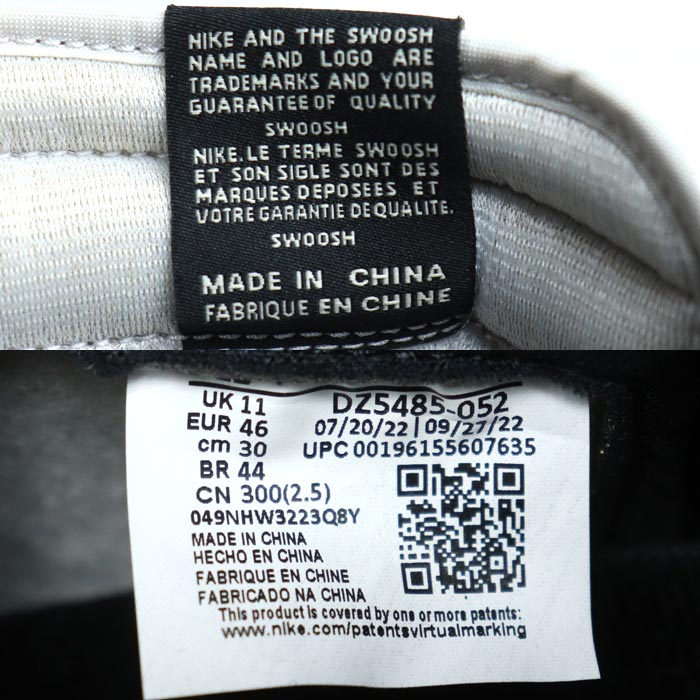 NIKE AND THE SWOOSH
NAME AND LOGO ARE
TRADEMARKS AND YOUR
GUARANTEE OF QUALITY
SWOOSH
NIKE. LE TERME SWOOSH
ET SON SIGLE SONT DES
MARQUES DEPOSEES ET
VOTRE GARANTIE DE QUALITE.
SWOOSH
MADE IN CHINA
FABRIQUE EN CHINE
UK 11
EUR 46
cm 30
BR 44
CN 300(2.5)
049NHW3223Q8Y
DZ5485-052
07/20/22 | 09/27/22
UPC 00196155607635
MADE IN CHINA
HECHO EN CHINA
FABRIQUE EN CHINE
FABRICADO NA CHINA
This product is covered by one or more patents:
www.nike.com/patentsvirtualmarking